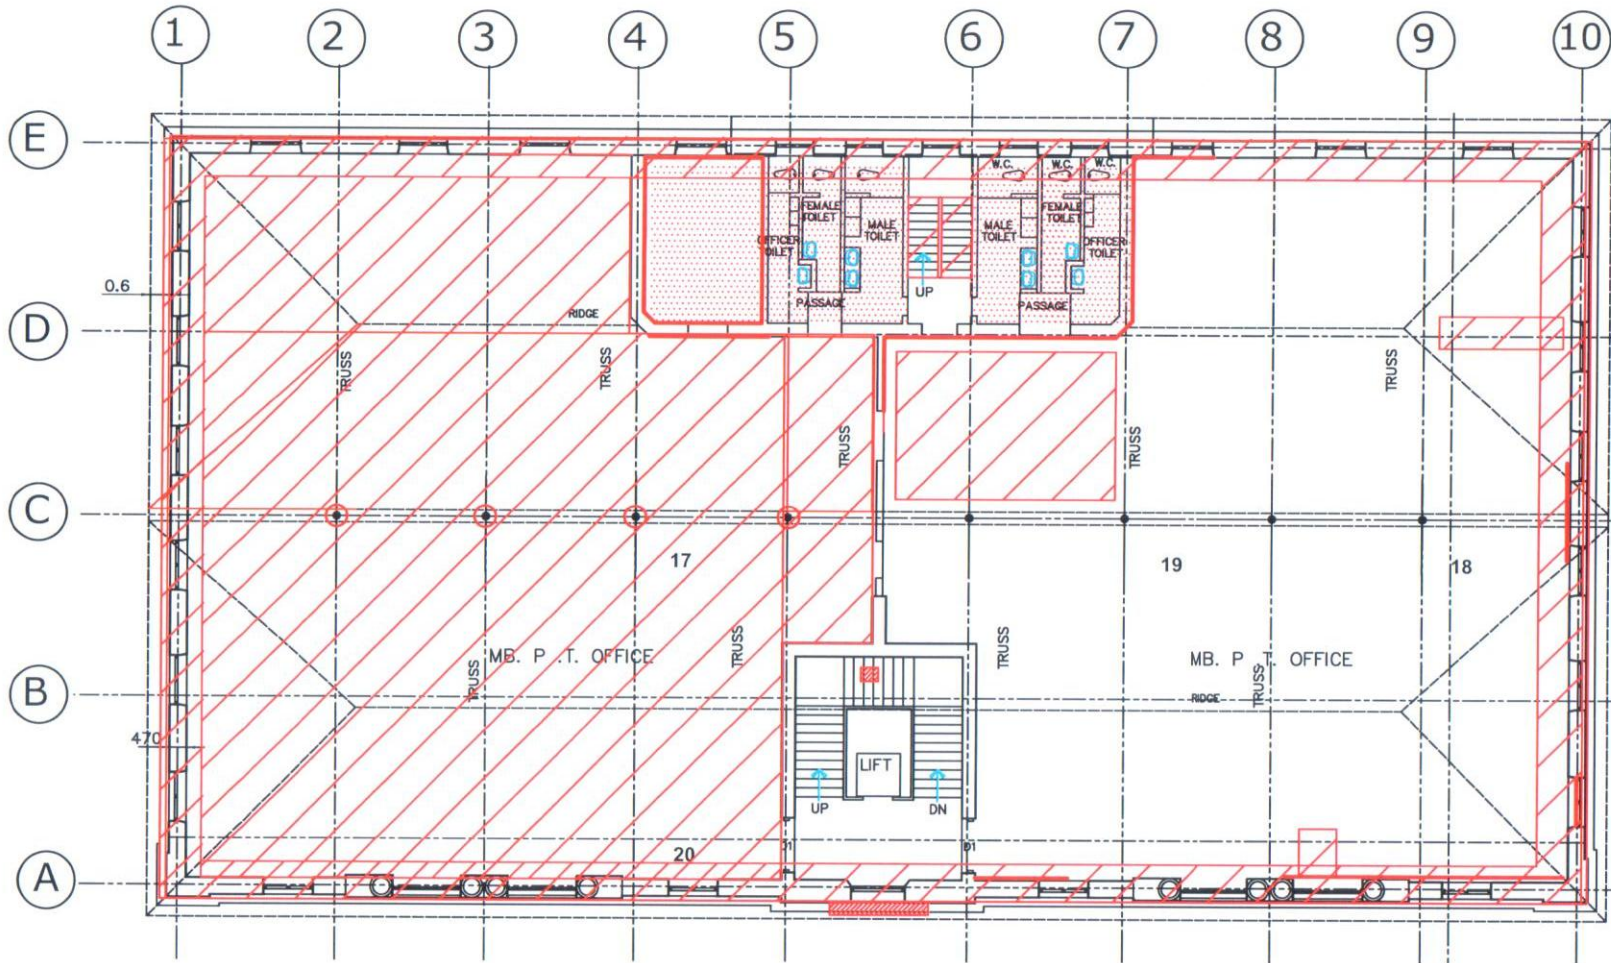 1 2 3 4 5 6 7 8 9 10
E
W.C. W.C. W.C.
FEMALE TOILET
MALE TOILET
OFFICER TOILET
MALE TOILET
FEMALE TOILET
OFFICER TOILET
UP
PASSAGE
PASSAGE
0.6
RIDGE
D
TRUSS
TRUSS
TRUSS
TRUSS
TRUSS
C
17
19
18
TRUSS
TRUSS
MB. P .T. OFFICE
MB. P .T. OFFICE
TRUSS
TRUSS
B
RIDGE
470
LIFT
UP
DN
20
D1
A